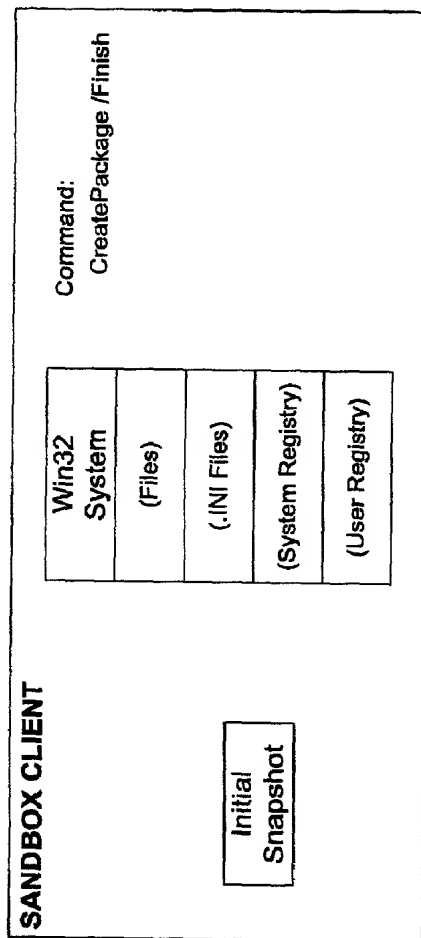 SANDBOX CLIENT
Initial
Snapshot
Win32
System
(Files)
(.INI Files)
(System Registry)
(User Registry)
Command:
CreatePackage /Finish